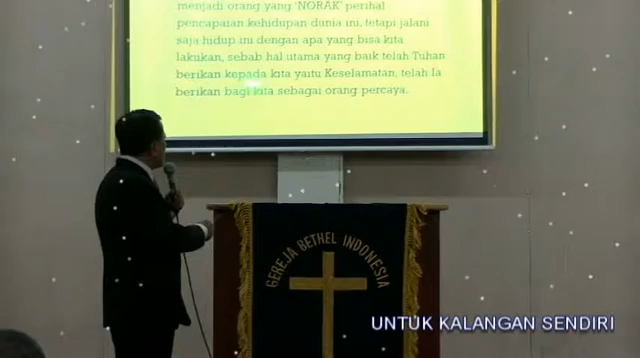 menjadi orang yang 'NORAK' perihal
pencapaian kehidupan dunia ini, tetapi jalani
saja hidup ini dengan apa yang bisa kita
lakukan, sebab hal utama yang baik telah Tuhan
berikan kepada kita yaitu Keselamatan, telah Ia
berikan bagi kita sebagai orang percaya.
GEREJA BETHEL INDONESIA
UNTUK KALANGAN SENDIRI